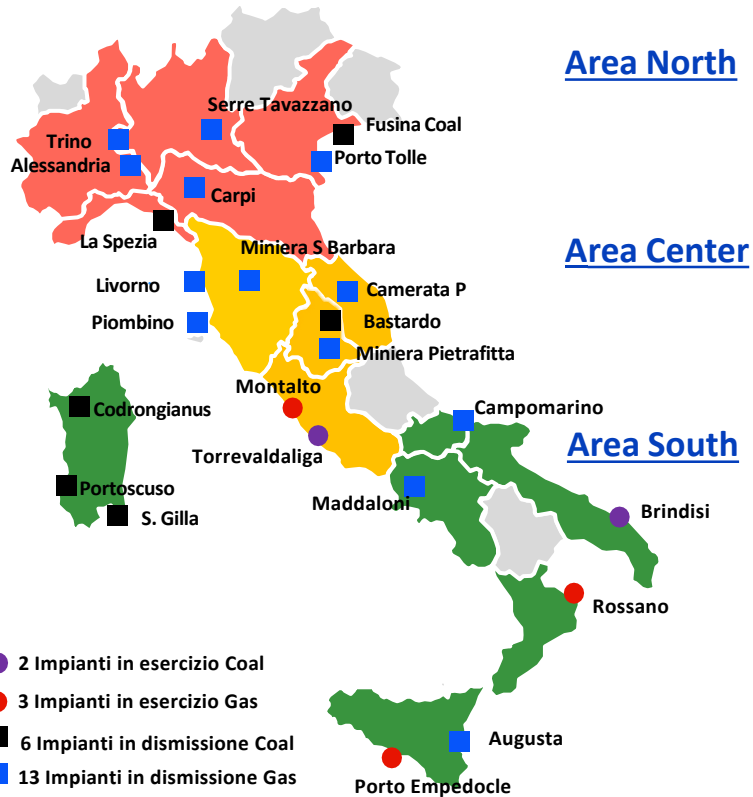 Area North
Serre Tavazzano
Fusina Coal
Trino
Alessandria
Porto Tolle
Carpi
La Spezia
Miniera S Barbara
Area Center
Livorno
Camerata P
Piombino
Bastardo
Miniera Pietrafitta
Montalto
Codrongianus
Campomarino
Torrevaldaliga
Area South
Portoscuso
Maddaloni
S. Gilla
Brindisi
Rossano
2 Impianti in esercizio Coal
3 Impianti in esercizio Gas
6 Impianti in dismissione Coal
Augusta
13 Impianti in dismissione Gas
Porto Empedocle